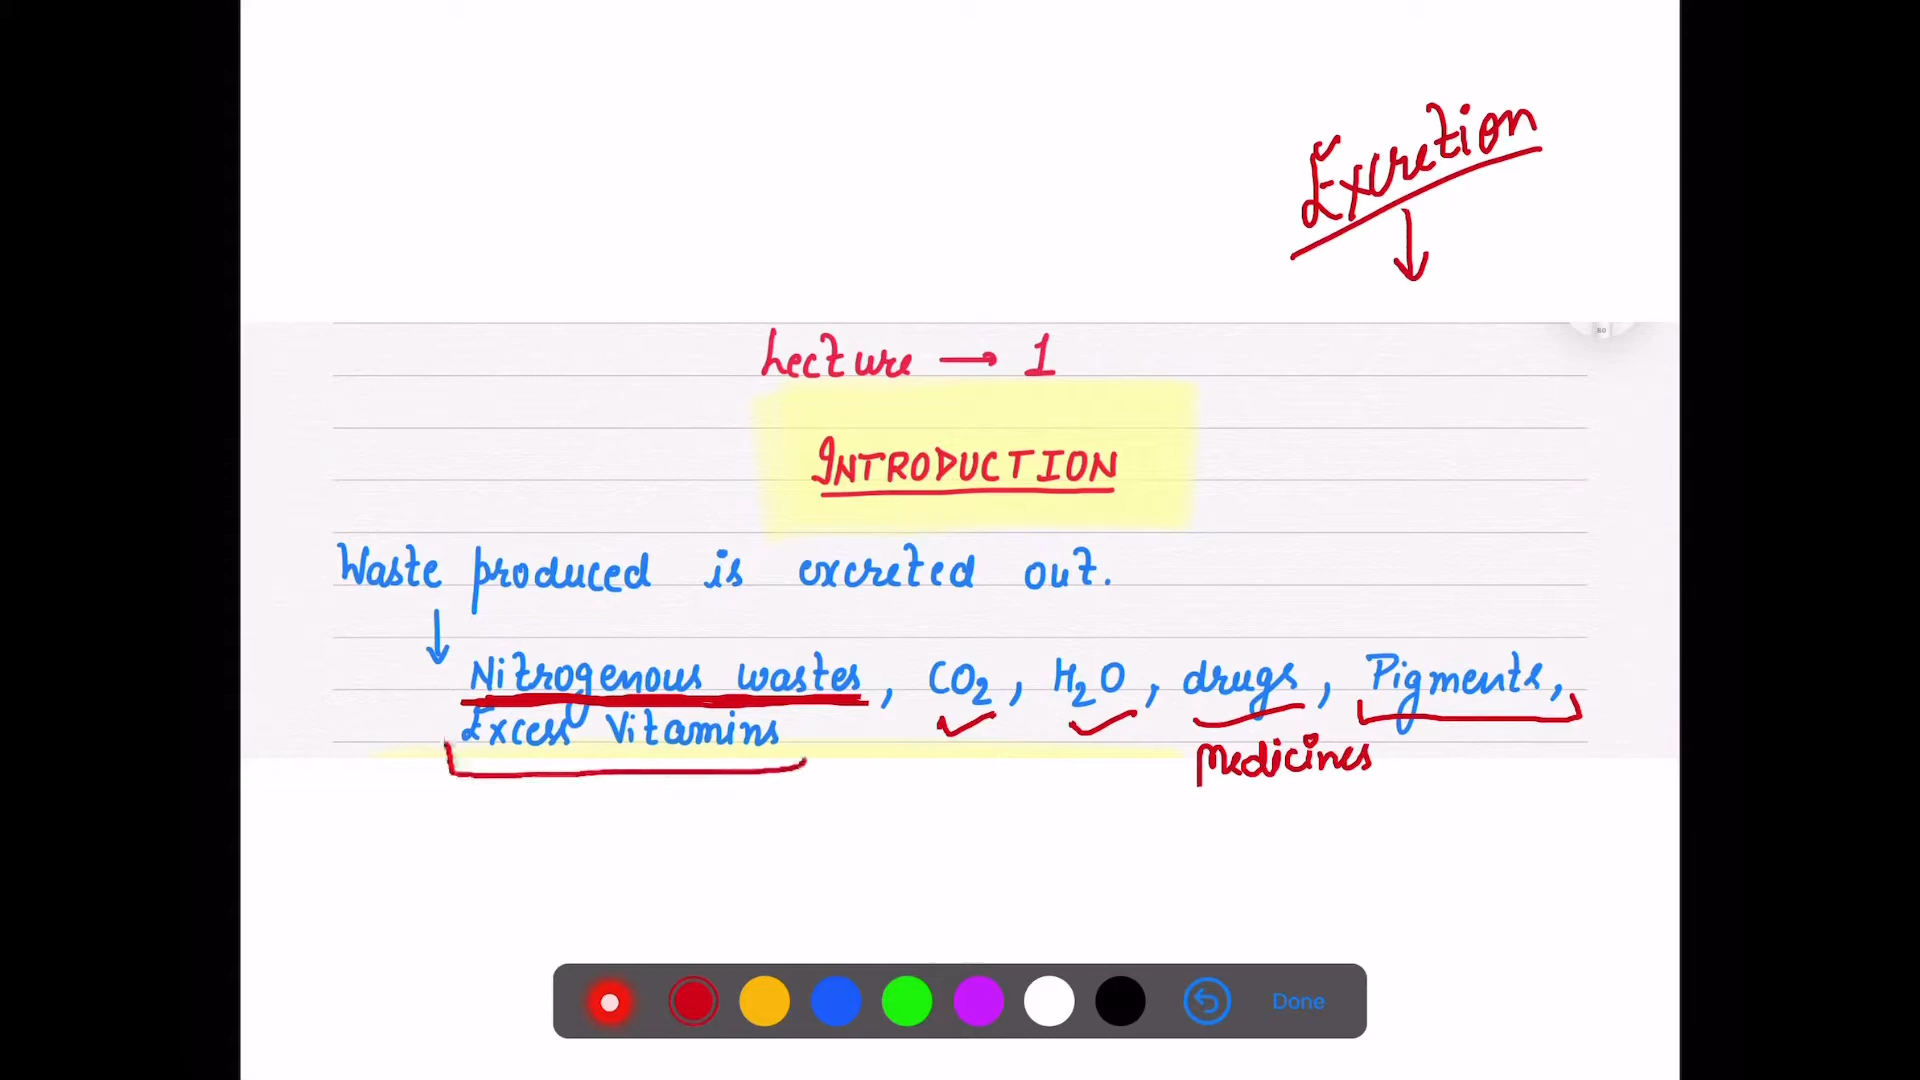 Excretion
↓
Lecture → 1
INTRODUCTION
Waste produced is excreted out.
↓
Nitrogenous wastes, CO2, H2O, drugs, Pigments,
Excess Vitamins
medicines
Done